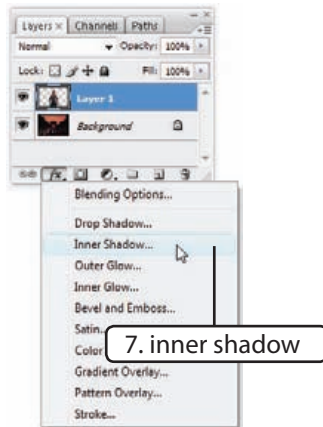 Layers × Channels Paths
Normal Opacity: 100%
Lock: Fill: 100%
Layer 1
Background
fx.
Blending Options...
Drop Shadow...
Inner Shadow...
Outer Glow...
Inner Glow...
Bevel and Emboss...
Satin...
Color
7. inner shadow
Gradient Overlay...
Pattern Overlay...
Stroke...